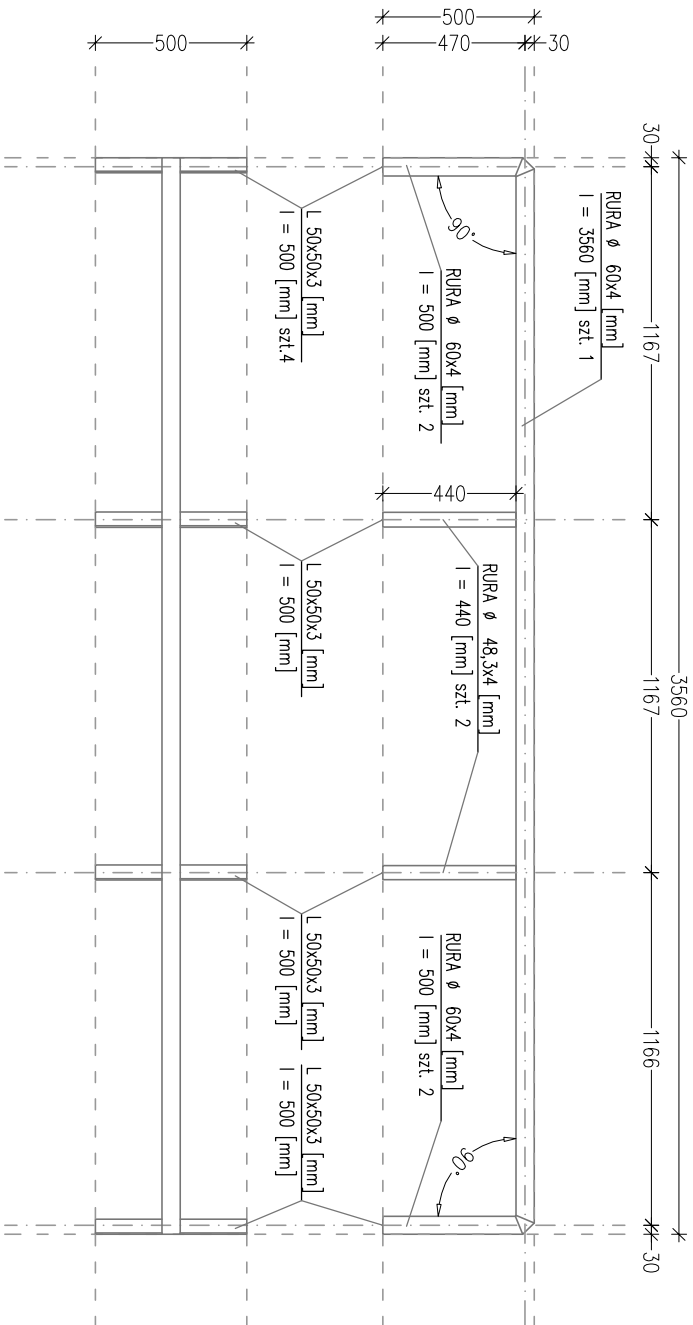 3560
30
1167
1167
1166
30
RURA ø 60x4 [mm]
l = 3560 [mm] szt. 1
500
470
30
90°
RURA ø 60x4 [mm]
l = 500 [mm] szt. 2
440
RURA ø 48,3x4 [mm]
l = 440 [mm] szt. 2
RURA ø 60x4 [mm]
l = 500 [mm] szt. 2
90°
L 50x50x3 [mm]
l = 500 [mm] szt.4
L 50x50x3 [mm]
l = 500 [mm]
L 50x50x3 [mm]
l = 500 [mm]
L 50x50x3 [mm]
l = 500 [mm]
500